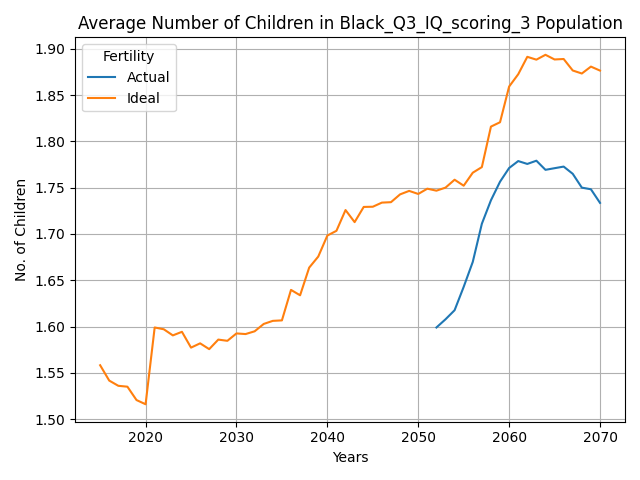 Average Number of Children in Black_Q3_IQ_scoring_3 Population
Fertility
Actual
Ideal
No. of Children
1.90
1.85
1.80
1.75
1.70
1.65
1.60
1.55
1.50
2020 2030 2040 2050 2060 2070
Years